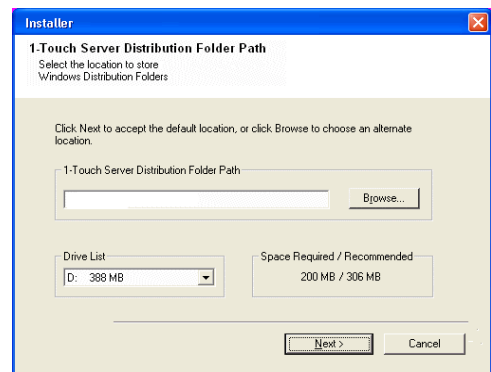 Installer
1-Touch Server Distribution Folder Path
Select the location to store
Windows Distribution Folders
Click Next to accept the default location, or click Browse to choose an alternate
location.
1-Touch Server Distribution Folder Path
Browse...
Drive List
D: 388 MB
Space Required / Recommended
200 MB / 306 MB
Next >
Cancel